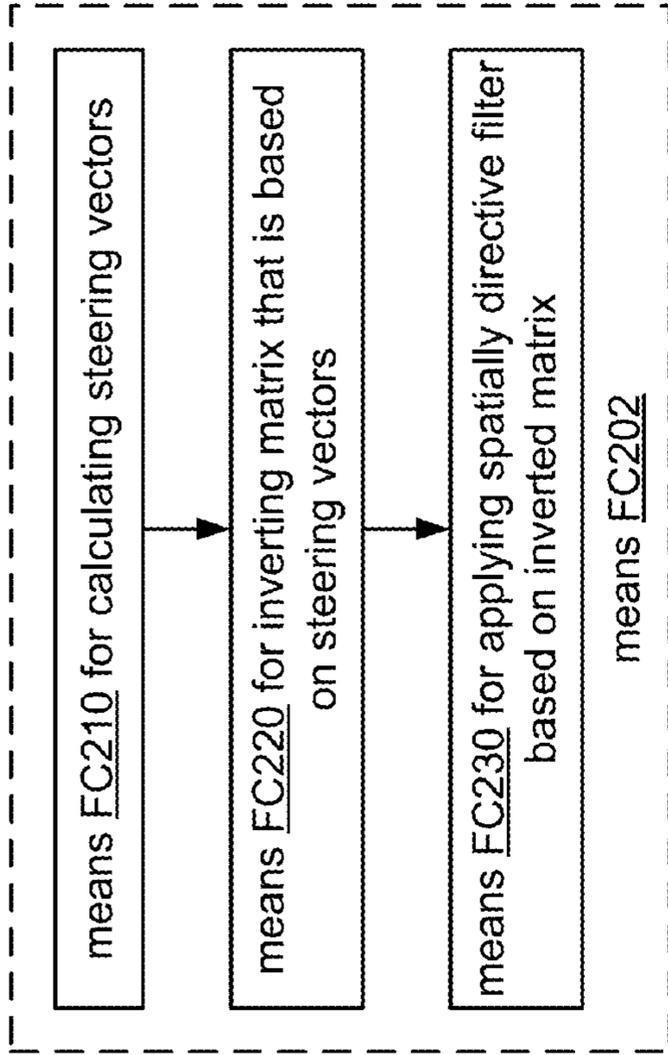 means FC210 for calculating steering vectors
means FC220 for inverting matrix that is based
on steering vectors
means FC230 for applying spatially directive filter
based on inverted matrix
means FC202